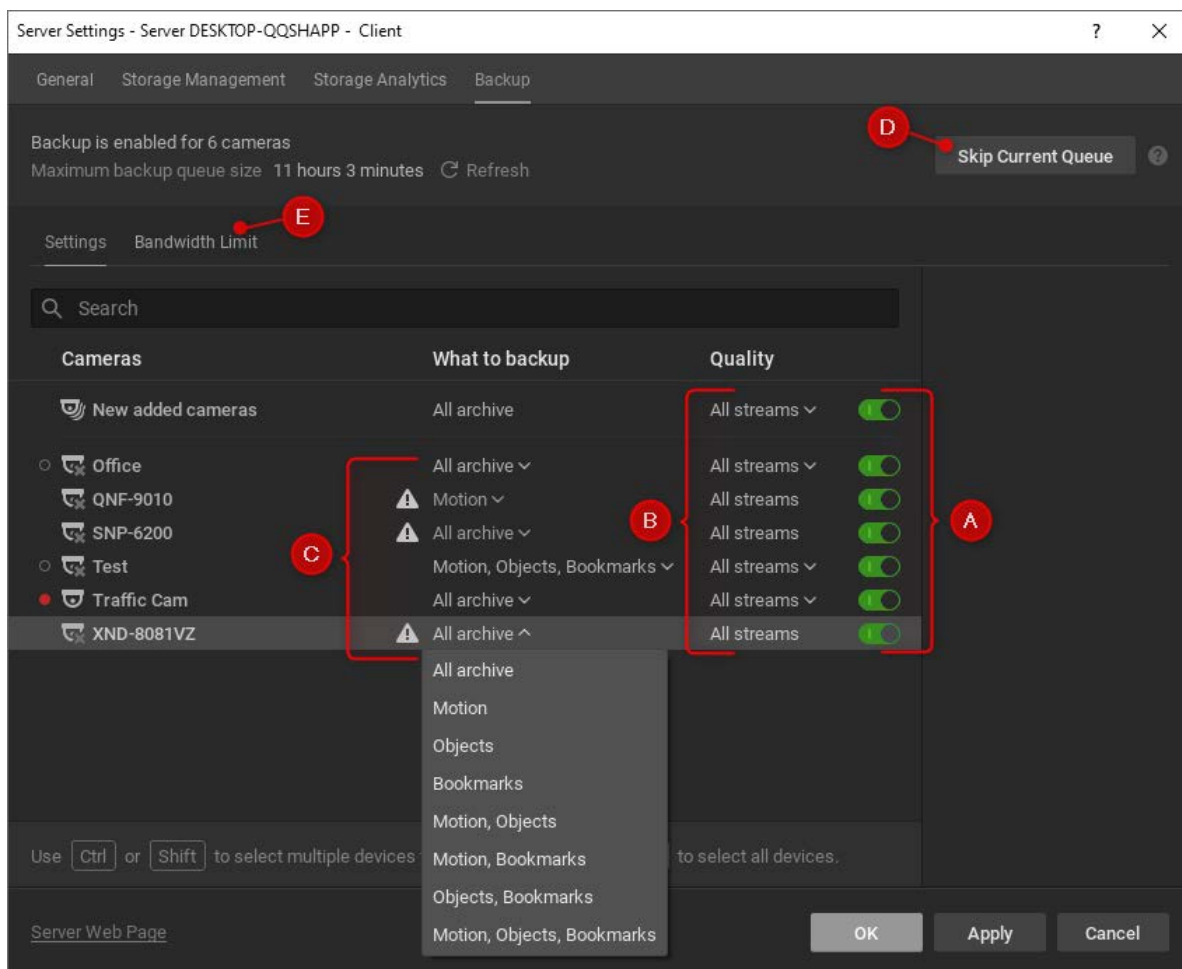 Server Settings - Server DESKTOP-QQSHAPP - Client ?
General Storage Management Storage Analytics Backup
Backup is enabled for 6 cameras
Maximum backup queue size 11 hours 3 minutes Refresh
D
Skip Current Queue ?
E
Settings Bandwidth Limit
Search
Cameras What to backup Quality
New added cameras All archive All streams
Office All archive All streams
QNF-9010 Motion All streams
B
A
SNP-6200 All archive All streams
C
Test Motion, Objects, Bookmarks All streams
Traffic Cam All archive All streams
XND-8081VZ All archive All streams
All archive
Motion
Objects
Bookmarks
Motion, Objects
Use Ctrl or Shift to select multiple devices to select all devices.
Motion, Bookmarks
Objects, Bookmarks
Motion, Objects, Bookmarks
Server Web Page OK Apply Cancel